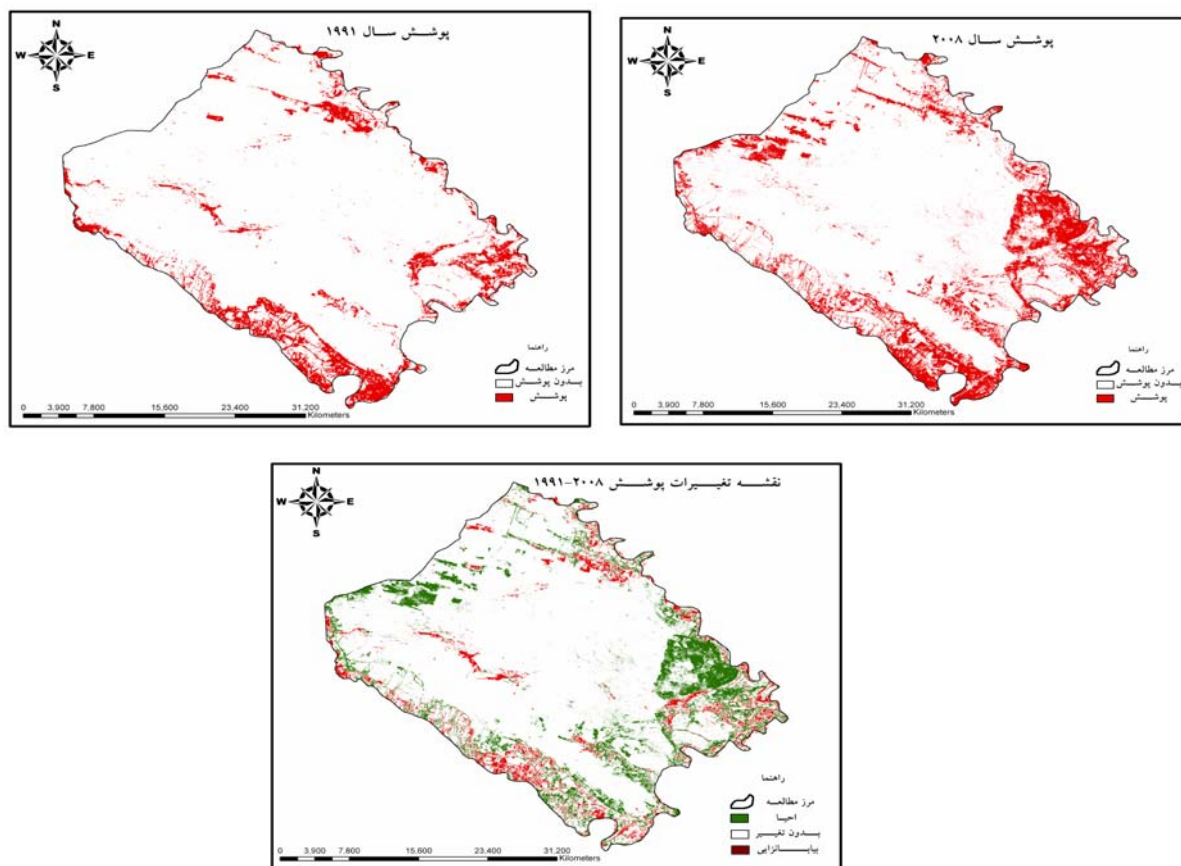 پوشش سال ۱۹۹۱
N
W E
S
راهنما
مرز مطالعه
بدون پوشش
پوشش
0 3,900 7,800 15,600 23,400 31,200
Kilometers
پوشش سال ۲۰۰۸
N
W E
S
راهنما
مرز مطالعه
بدون پوشش
پوشش
0 3,900 7,800 15,600 23,400 31,200
Kilometers
نقشه تغییرات پوشش ۲۰۰۸-۱۹۹۱
N
W E
S
راهنما
مرز مطالعه
احیا
بدون تغییر
بیابانزایی
0 3,900 7,800 15,600 23,400 31,200
Kilometers